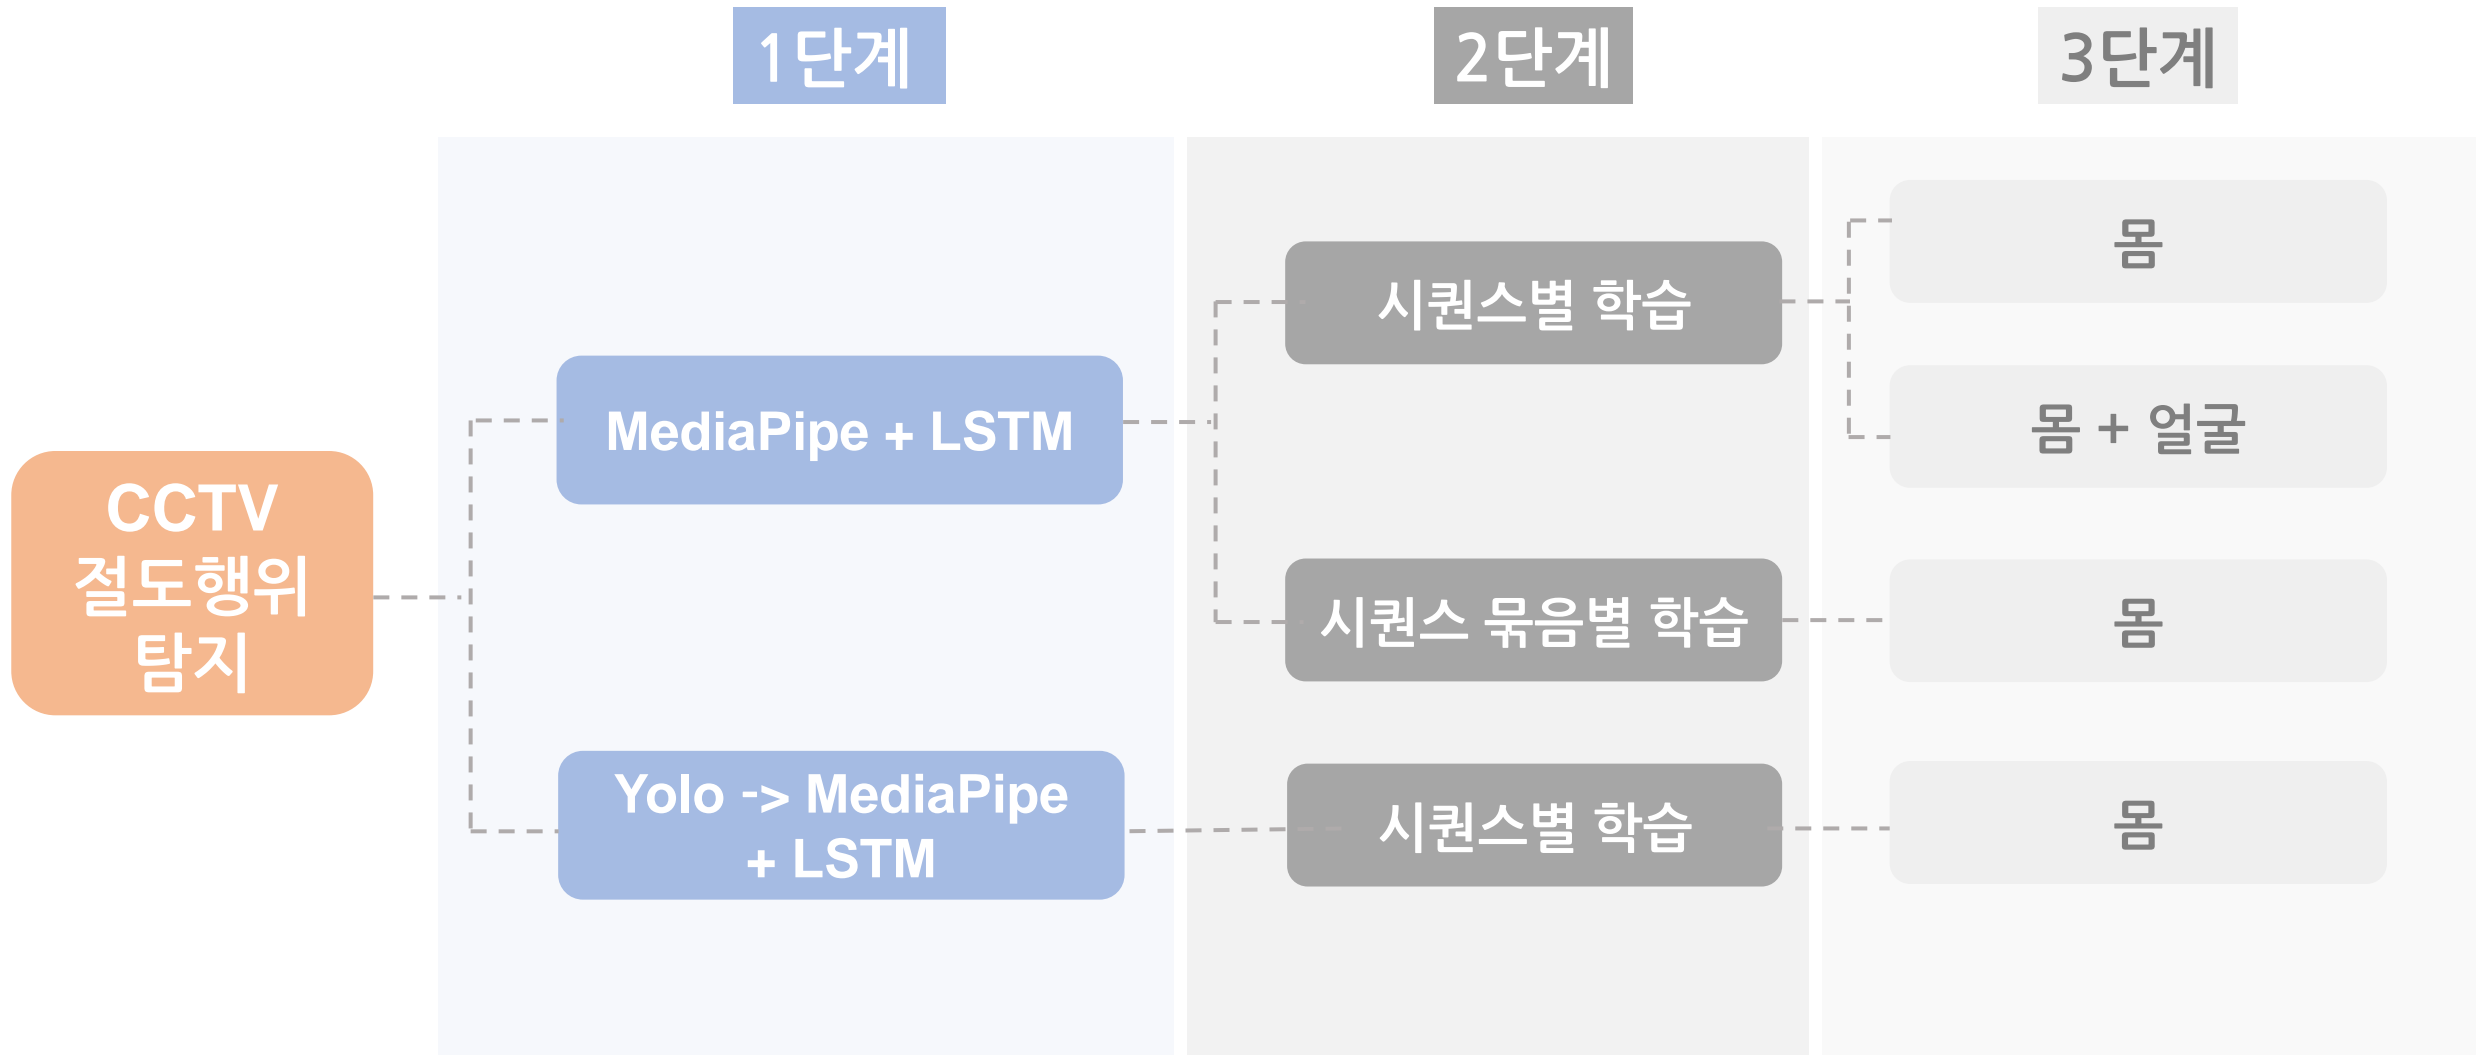 1단계
2단계
3단계
CCTV
절도행위
탐지
MediaPipe + LSTM
Yolo -> MediaPipe
+ LSTM
시퀀스별 학습
시퀀스 묶음별 학습
시퀀스별 학습
몸
몸 + 얼굴
몸
몸